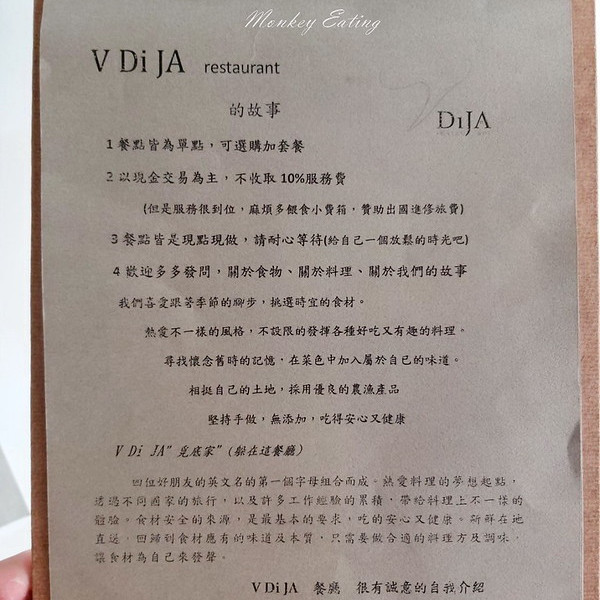 Monkey Eating
V Di JA restaurant
的故事
DiJA
1 餐點皆為單點，可選購加套餐
2 以現金交易為主，不收取 10%服務費
(但是服務很到位，麻煩多餵食小費箱，贊助出國進修旅費)
3 餐點皆是現點現做，請耐心等待(給自己一個放鬆的時光吧)
4 歡迎多多發問，關於食物、關於料理、關於我們的故事
我們喜愛跟著季節的腳步，挑選時宜的食材。
熱愛不一樣的風格，不設限的發揮各種好吃又有趣的料理。
尋找懷念舊時的記憶，在菜色中加入屬於自己的味道。
相挺自己的土地，採用優良的農漁產品
堅持手做，無添加，吃得安心又健康
V Di JA"覓底家"(躲在這餐廳)
四位好朋友的英文名的第一個字母組合而成。熱愛料理的夢想起點，
透過不同國家的旅行，以及許多工作經驗的累積，帶給料理上不一樣的
體驗。食材安全的來源，是最基本的要求，吃的安心又健康。新鮮在地
直送，回歸到食材應有的味道及本質，只需要做合適的料理方及調味，
讓食材為自己來發聲。
V Di JA 餐廳 很有誠意的自我介紹